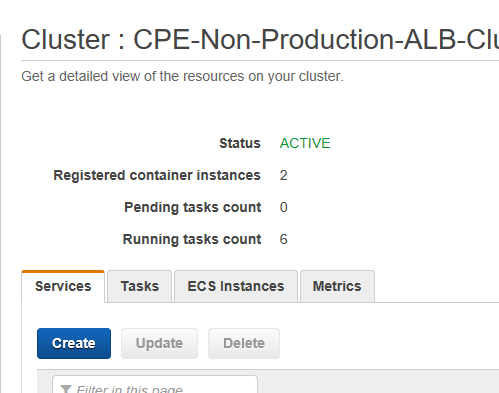 Cluster : CPE-Non-Production-ALB-Clu
Get a detailed view of the resources on your cluster.
Status ACTIVE
Registered container instances 2
Pending tasks count 0
Running tasks count 6
Services Tasks ECS Instances Metrics
Create Update Delete
Filter in this page